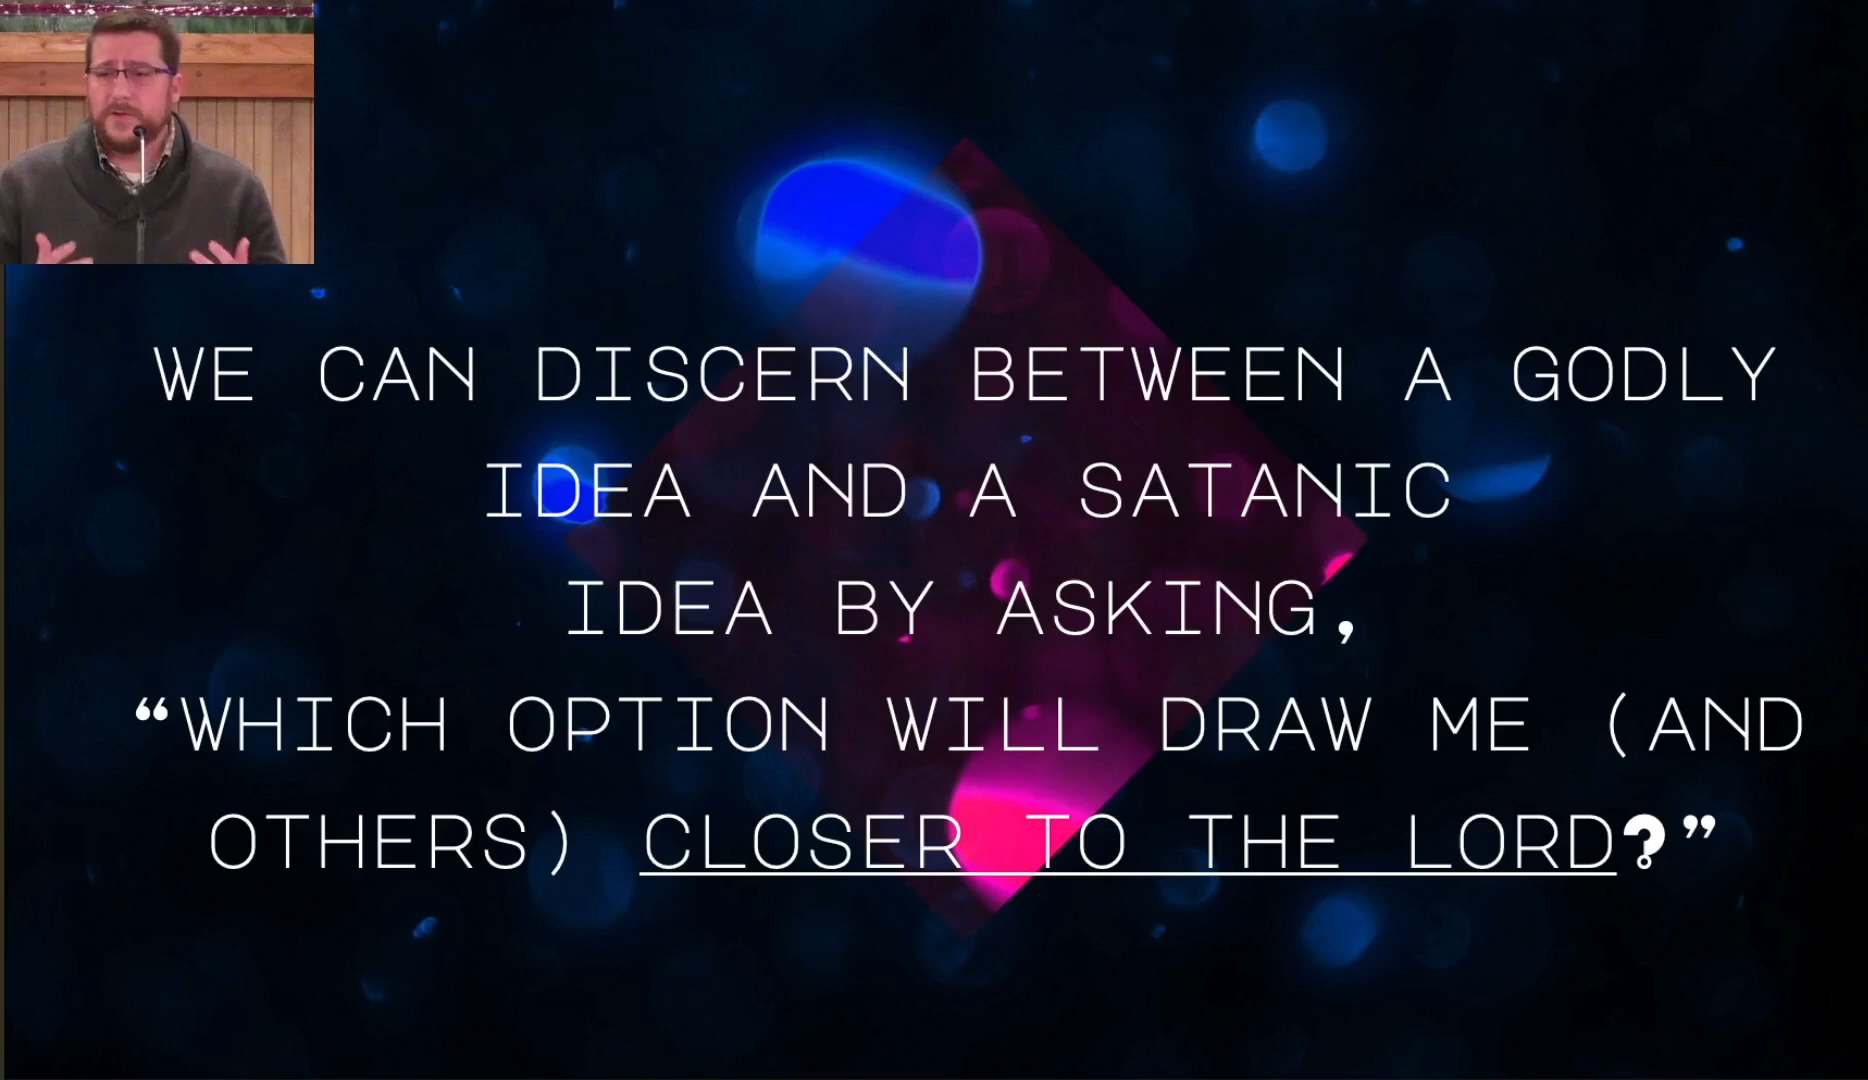 WE CAN DISCERN BETWEEN A GODLY
IDEA AND A SATANIC
IDEA BY ASKING,
“WHICH OPTION WILL DRAW ME (AND
OTHERS) CLOSER TO THE LORD?”